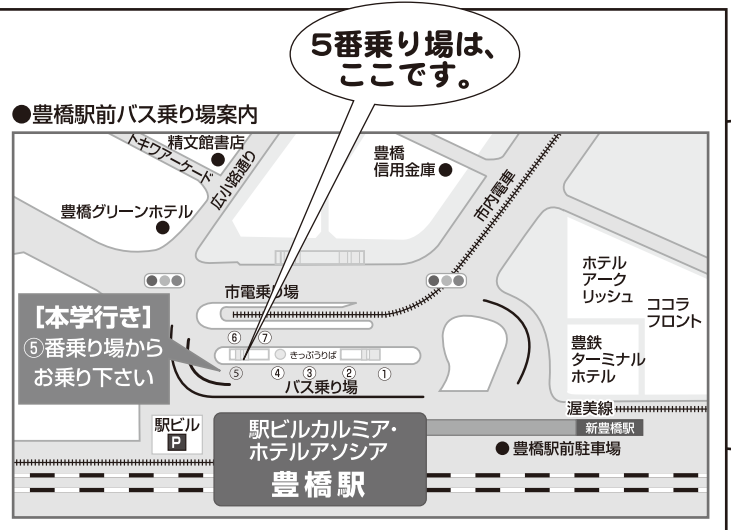 5番乗り場は、
ここです。
●豊橋駅前バス乗り場案内
精文館書店
トキワアーケード
広小路通り
豊橋
信用金庫
市内電車
豊橋グリーンホテル
市電乗り場
[本学行き]
⑤番乗り場から
お乗り下さい
⑥ ⑦
きっぷうりば
⑤ ④ ③ ② ①
バス乗り場
ホテル
アーク
リッシュ
ココラ
フロント
豊鉄
ターミナル
ホテル
渥美線
新豊橋駅
豊橋駅前駐車場
駅ビル
P
駅ビルカルミア・
ホテルアソシア
豊橋駅